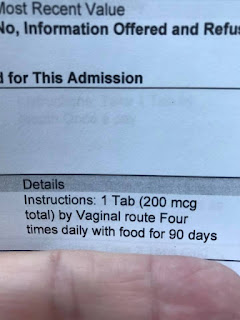 Most Recent Value
No, Information Offered and Refus
d for This Admission
Details
Instructions: 1 Tab (200 mcg
total) by Vaginal route Four
times daily with food for 90 days